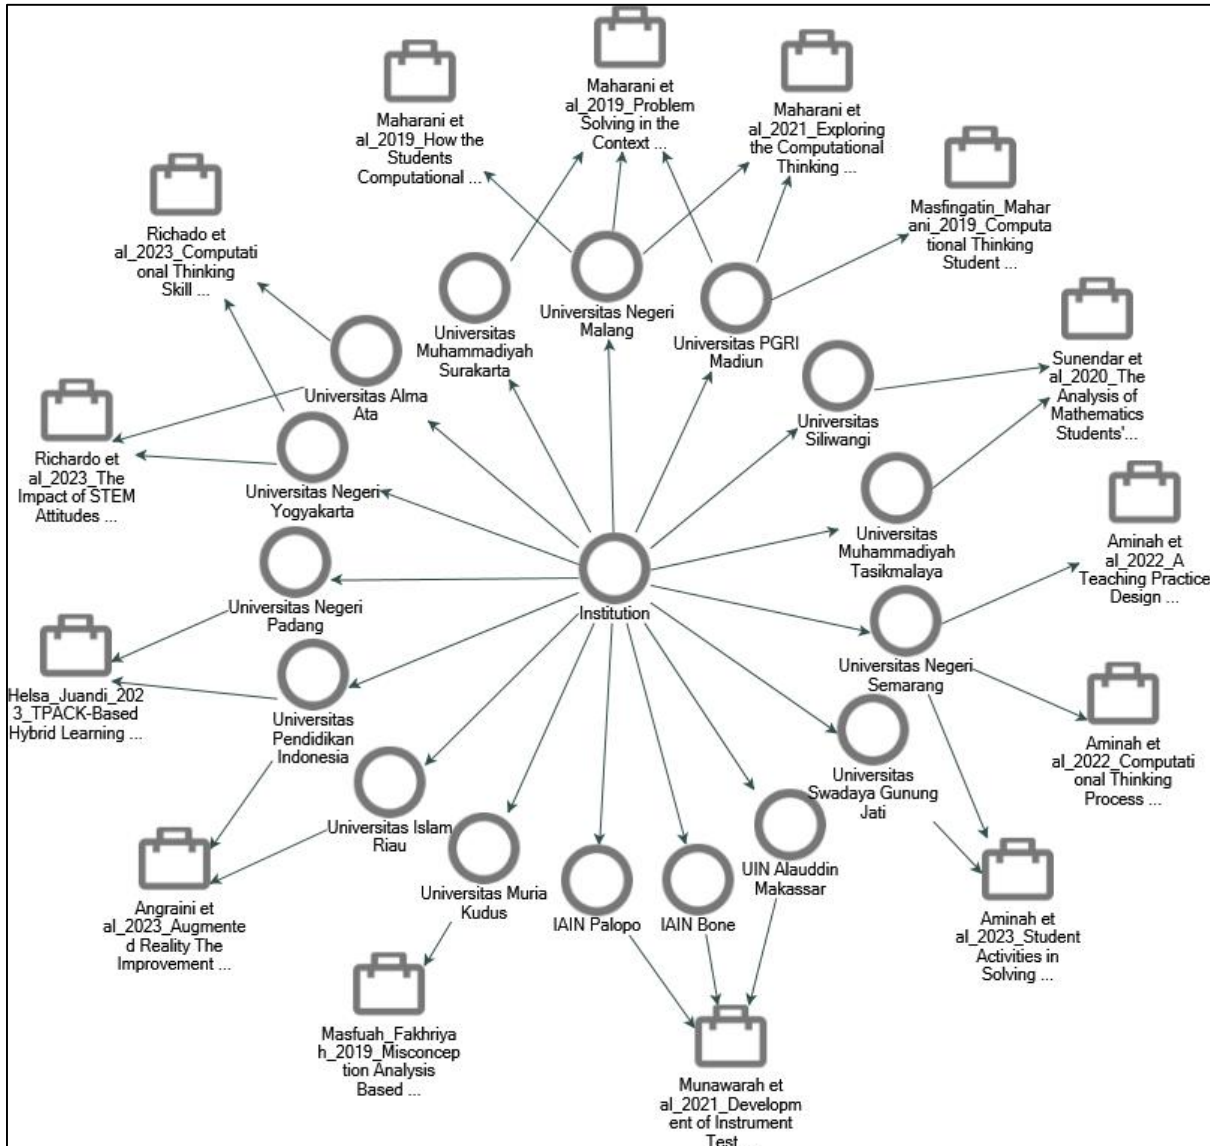 Maharani et
al_2019_How the
Students
Computational ...
Maharani et
al_2019_Problem
Solving in the
Context ...
Maharani et
al_2021_Exploring
the Computational
Thinking ...
Masfingatin_Mahar
ani_2019_Computa
tional Thinking
Student ...
Richado et
al_2023_Computati
onal Thinking
Skill ...
Universitas
Muhammadiyah
Surakarta
Universitas Negeri
Malang
Universitas PGRI
Madiun
Sunendar et
al_2020_The
Analysis of
Mathematics
Students'...
Universitas Alma
Ata
Universitas
Siliwangi
Richardo et
al_2023_The
Impact of STEM
Attitudes ...
Universitas Negeri
Yogyakarta
Universitas
Muhammadiyah
Tasikmalaya
Aminah et
al_2022_A
Teaching Practice
Design ...
Universitas Negeri
Padang
Institution
Universitas Negeri
Semarang
Helsa_Juandi_202
3_TPACK-Based
Hybrid Learning ...
Universitas
Pendidikan
Indonesia
Aminah et
al_2022_Computati
onal Thinking
Process ...
Universitas
Swadaya Gunung
Jati
Universitas Islam
Riau
Universitas Muria
Kudus
IAIN Palopo
IAIN Bone
UIN Alauddin
Makassar
Angraini et
al_2023_Augmente
d Reality The
Improvement ...
Aminah et
al_2023_Student
Activities in
Solving ...
Masfuah_Fakhriya
h_2019_Misconcep
tion Analysis
Based ...
Munawarah et
al_2021_Developm
ent of Instrument
Test ...